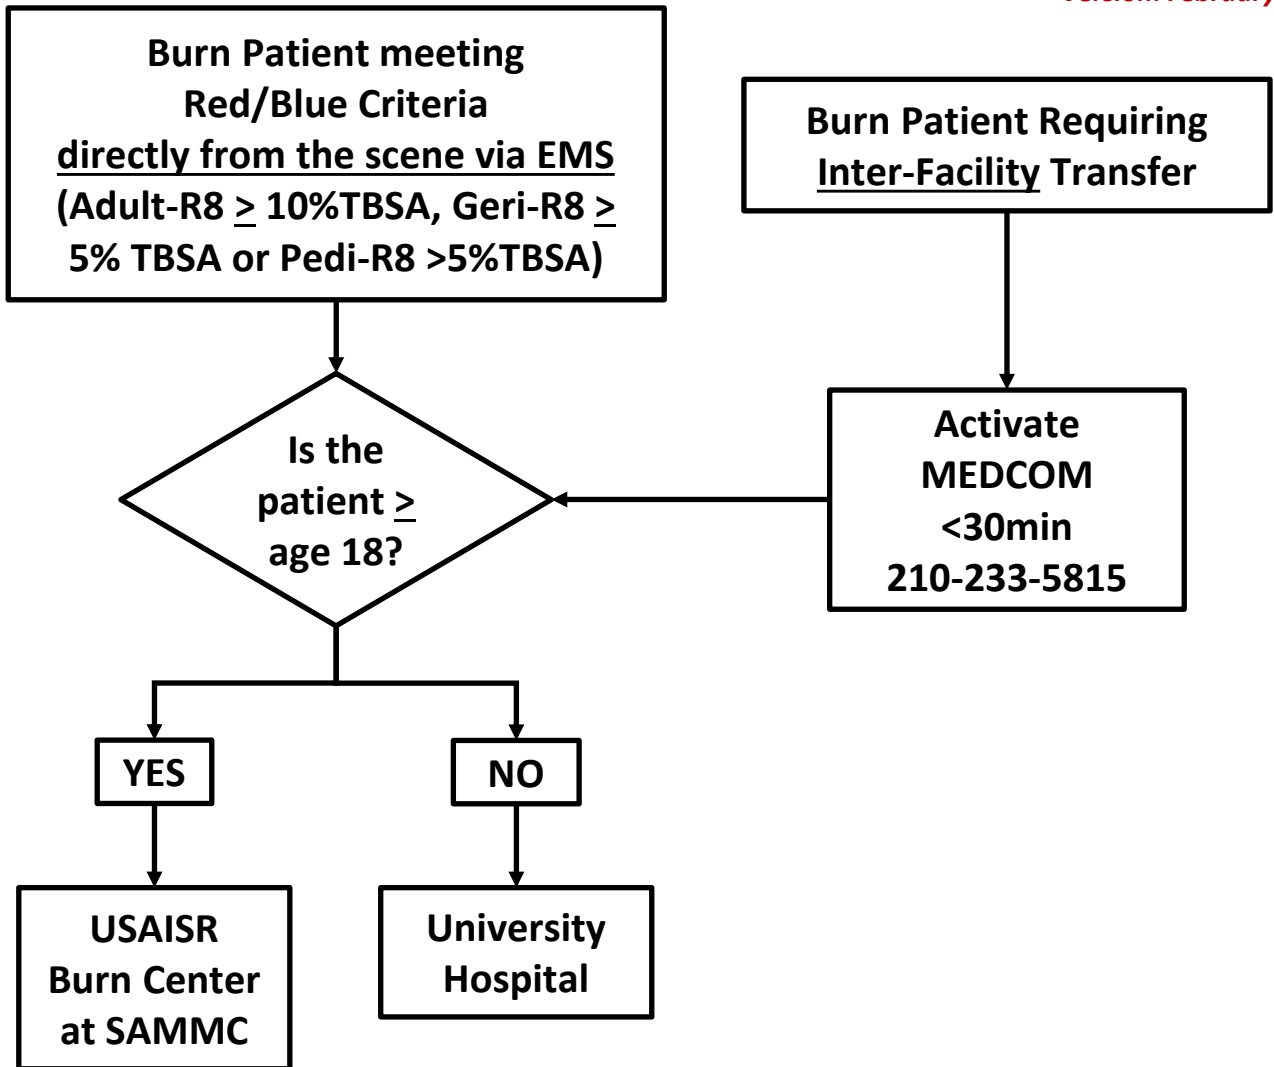 Burn Patient meeting
Red/Blue Criteria
directly from the scene via EMS
(Adult-R8 ≥ 10%TBSA, Geri-R8 ≥
5% TBSA or Pedi-R8 >5%TBSA)
Burn Patient Requiring
Inter-Facility Transfer
Activate
MEDCOM
<30min
210-233-5815
Is the
patient ≥
age 18?
YES
NO
USAISR
Burn Center
at SAMMC
University
Hospital